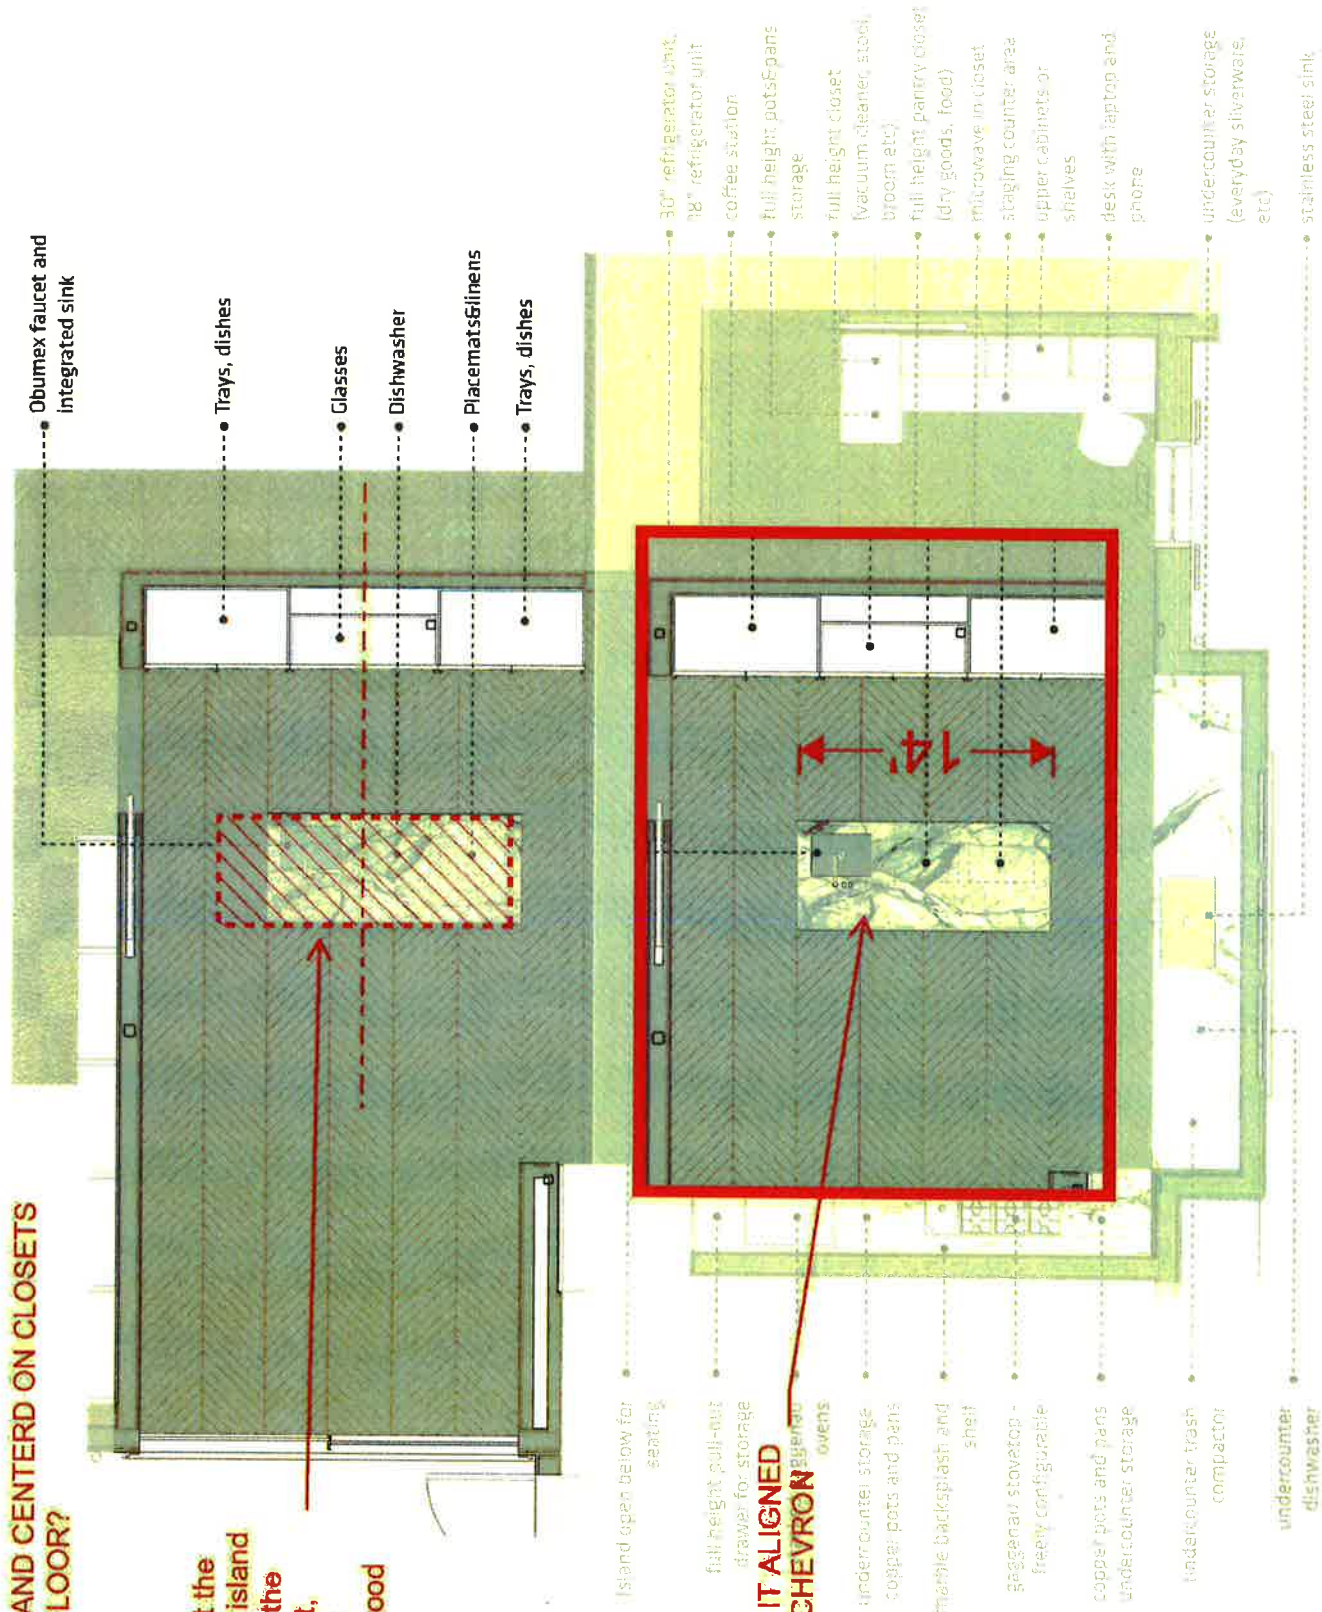 AND CENTERD ON CLOSETS
LOOR?
t the
island
the
t,
ood
Obumex faucet and
integrated sink
Trays, dishes
Glasses
Dishwasher
Placemats&linens
Trays, dishes
14'
IT ALIGNED
CHEVRON
30" refrigerator unit,
18" refrigerator unit
coffee station
full height pots&pans
storage
full height closet
(vacuum cleaner, stool,
broom etc)
full height pantry closet
(dry goods, food)
microwave in closet
staging counter area
upper cabinets or
shelves
desk with laptop and
phone
undercounter storage
(everyday silverware,
etc)
stainless steel sink
Island open below for
seating
full height pull-out
drawer for storage
ggenau
ovens
undercounter storage
copper pots and pans
marble backsplash and
shelf
gaggenau stovetop -
freely configurable
copper pots and pans
undercounter storage
undercounter trash
compactor
undercounter
dishwasher